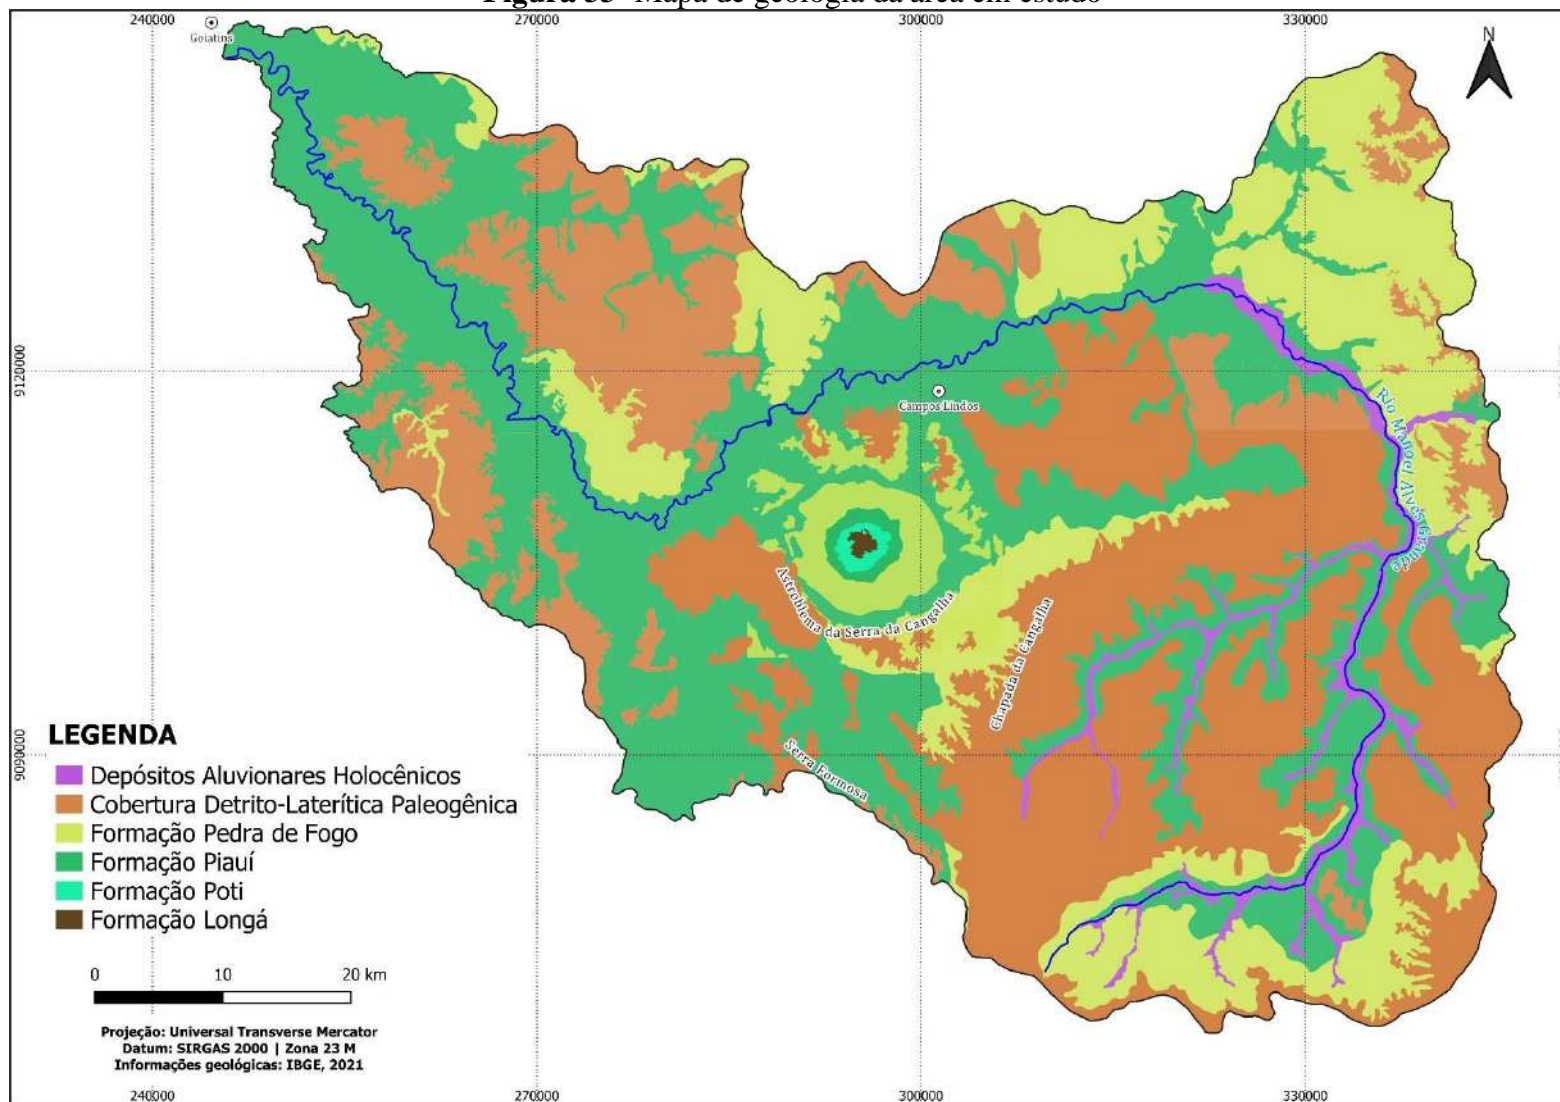 Figura 33- Mapa de geologia da área em estudo
240000
270000
300000
330000
Goiatins
N
9120000
Campos Lindos
Rio Manoel Alves Grande
Astroblema da Serra da Cangalha
Chapada da Cangalha
Serra Formosa
9090000
LEGENDA
Depósitos Aluvionares Holocênicos
Cobertura Detrito-Laterítica Paleogênica
Formação Pedra de Fogo
Formação Piauí
Formação Poti
Formação Longá
0 10 20 km
Projeção: Universal Transverse Mercator
Datum: SIRGAS 2000 | Zona 23 M
Informações geológicas: IBGE, 2021
240000
270000
300000
330000